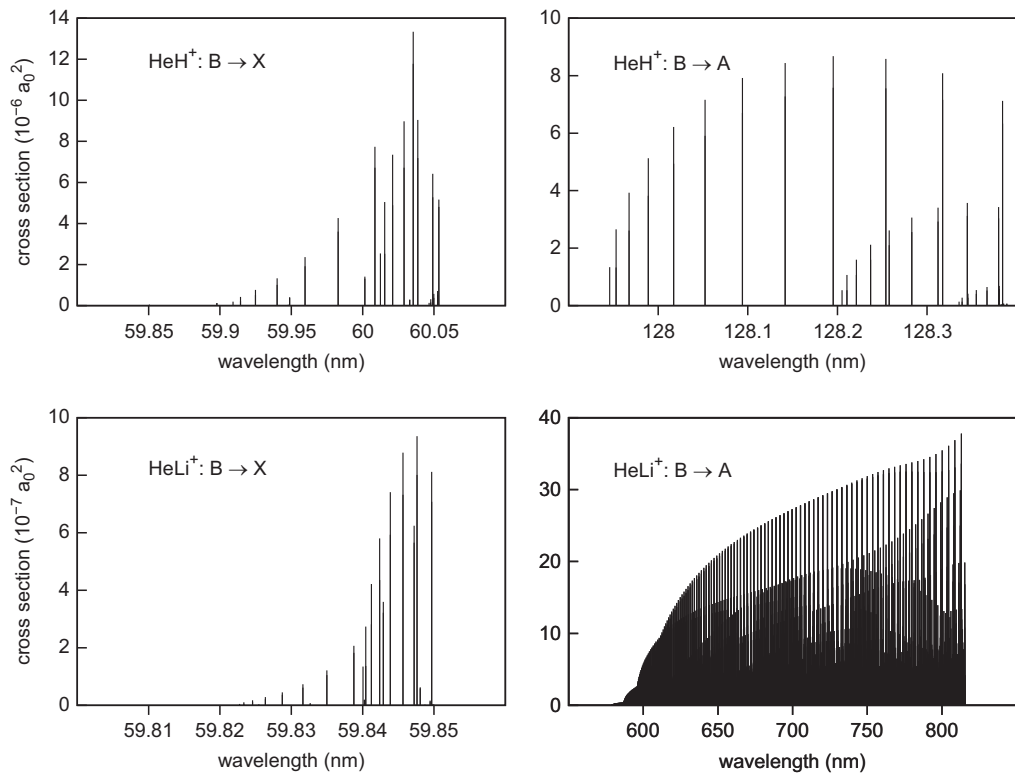 14
12
10
8
6
4
2
0
cross section (10⁻⁶ a₀²)
HeH⁺: B → X
59.85 59.9 59.95 60 60.05
wavelength (nm)
10
8
6
4
2
0
HeH⁺: B → A
128 128.1 128.2 128.3
wavelength (nm)
10
8
6
4
2
0
cross section (10⁻⁷ a₀²)
HeLi⁺: B → X
59.81 59.82 59.83 59.84 59.85
wavelength (nm)
40
30
20
10
0
HeLi⁺: B → A
600 650 700 750 800
wavelength (nm)